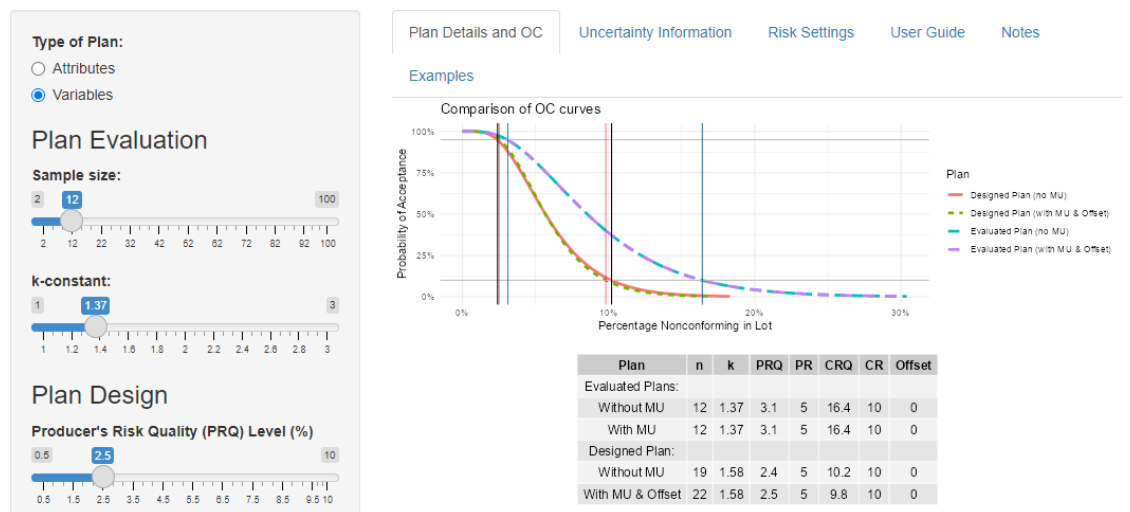 Type of Plan:
Attributes
Variables
Plan Evaluation
Sample size:
2 12 100
2 12 22 32 42 52 62 72 82 92 100
k-constant:
1 1.37 3
1 1.2 1.4 1.6 1.8 2 2.2 2.4 2.6 2.8 3
Plan Design
Producer's Risk Quality (PRQ) Level (%)
0.5 2.5 10
0.5 1.5 2.5 3.5 4.5 5.5 6.5 7.5 8.5 9.5 10
Plan Details and OC Uncertainty Information Risk Settings User Guide Notes
Examples
Comparison of OC curves
Probability of Acceptance
100%
75%
50%
25%
0%
0% 10% 20% 30%
Percentage Nonconforming in Lot
Plan
Designed Plan (no MU)
Designed Plan (with MU & Offset)
Evaluated Plan (no MU)
Evaluated Plan (with MU & Offset)
Plan n k PRQ PR CRQ CR Offset
Evaluated Plans:
Without MU 12 1.37 3.1 5 16.4 10 0
With MU 12 1.37 3.1 5 16.4 10 0
Designed Plan:
Without MU 19 1.58 2.4 5 10.2 10 0
With MU & Offset 22 1.58 2.5 5 9.8 10 0